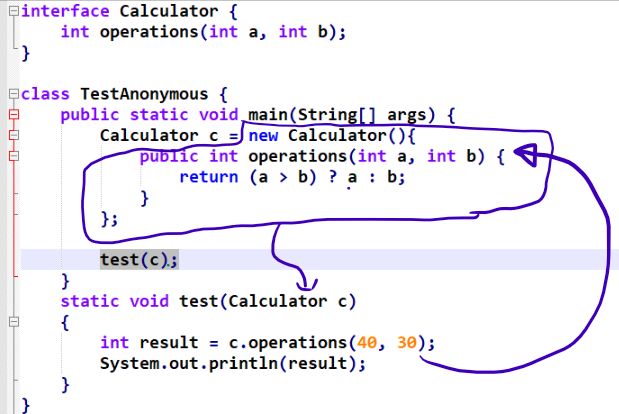 interface Calculator {
int operations(int a, int b);
}
class TestAnonymous {
public static void main(String[] args) {
Calculator c = new Calculator(){
public int operations(int a, int b) {
return (a > b) ? a : b;
}
};
test(c);
}
static void test(Calculator c)
{
int result = c.operations(40, 30);
System.out.println(result);
}
}